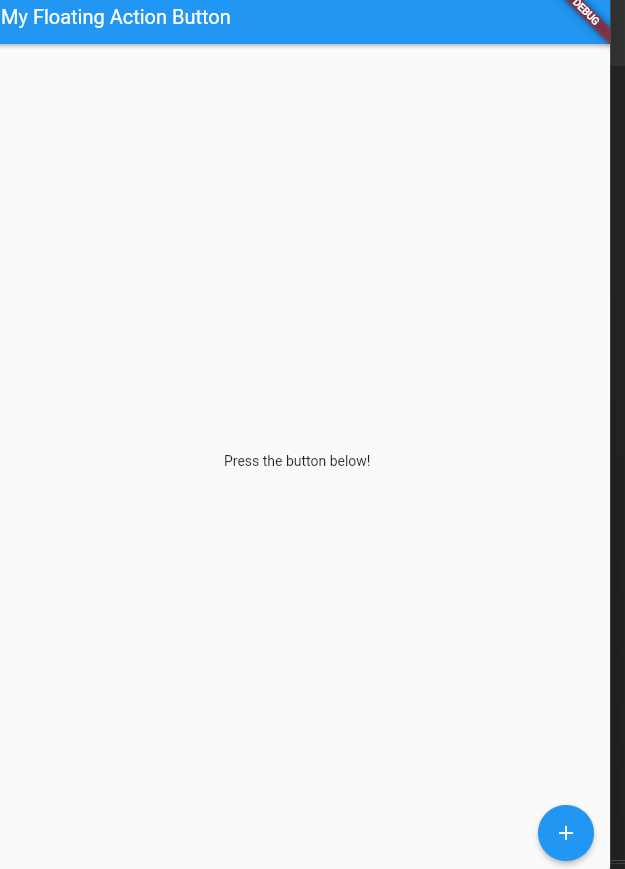 My Floating Action Button
DEBUG
Press the button below!